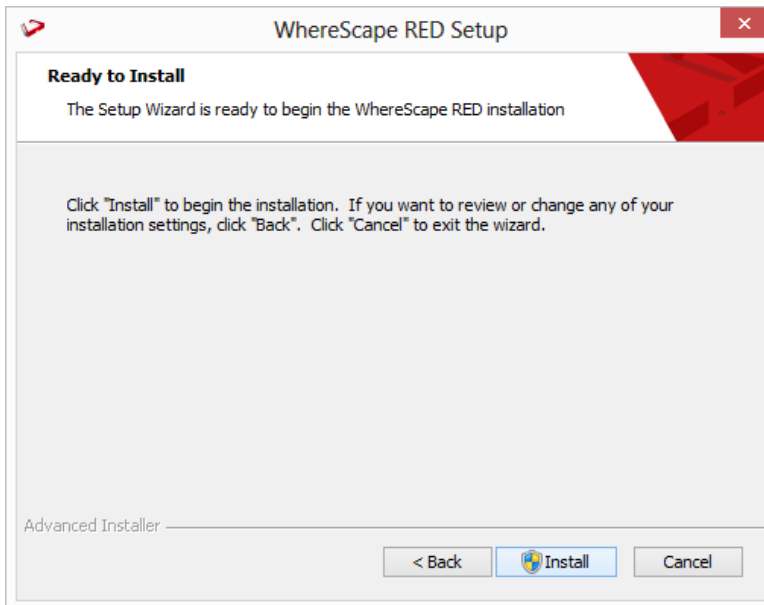 WhereScape RED Setup
Ready to Install
The Setup Wizard is ready to begin the WhereScape RED installation
Click "Install" to begin the installation. If you want to review or change any of your
installation settings, click "Back". Click "Cancel" to exit the wizard.
Advanced Installer
< Back
Install
Cancel